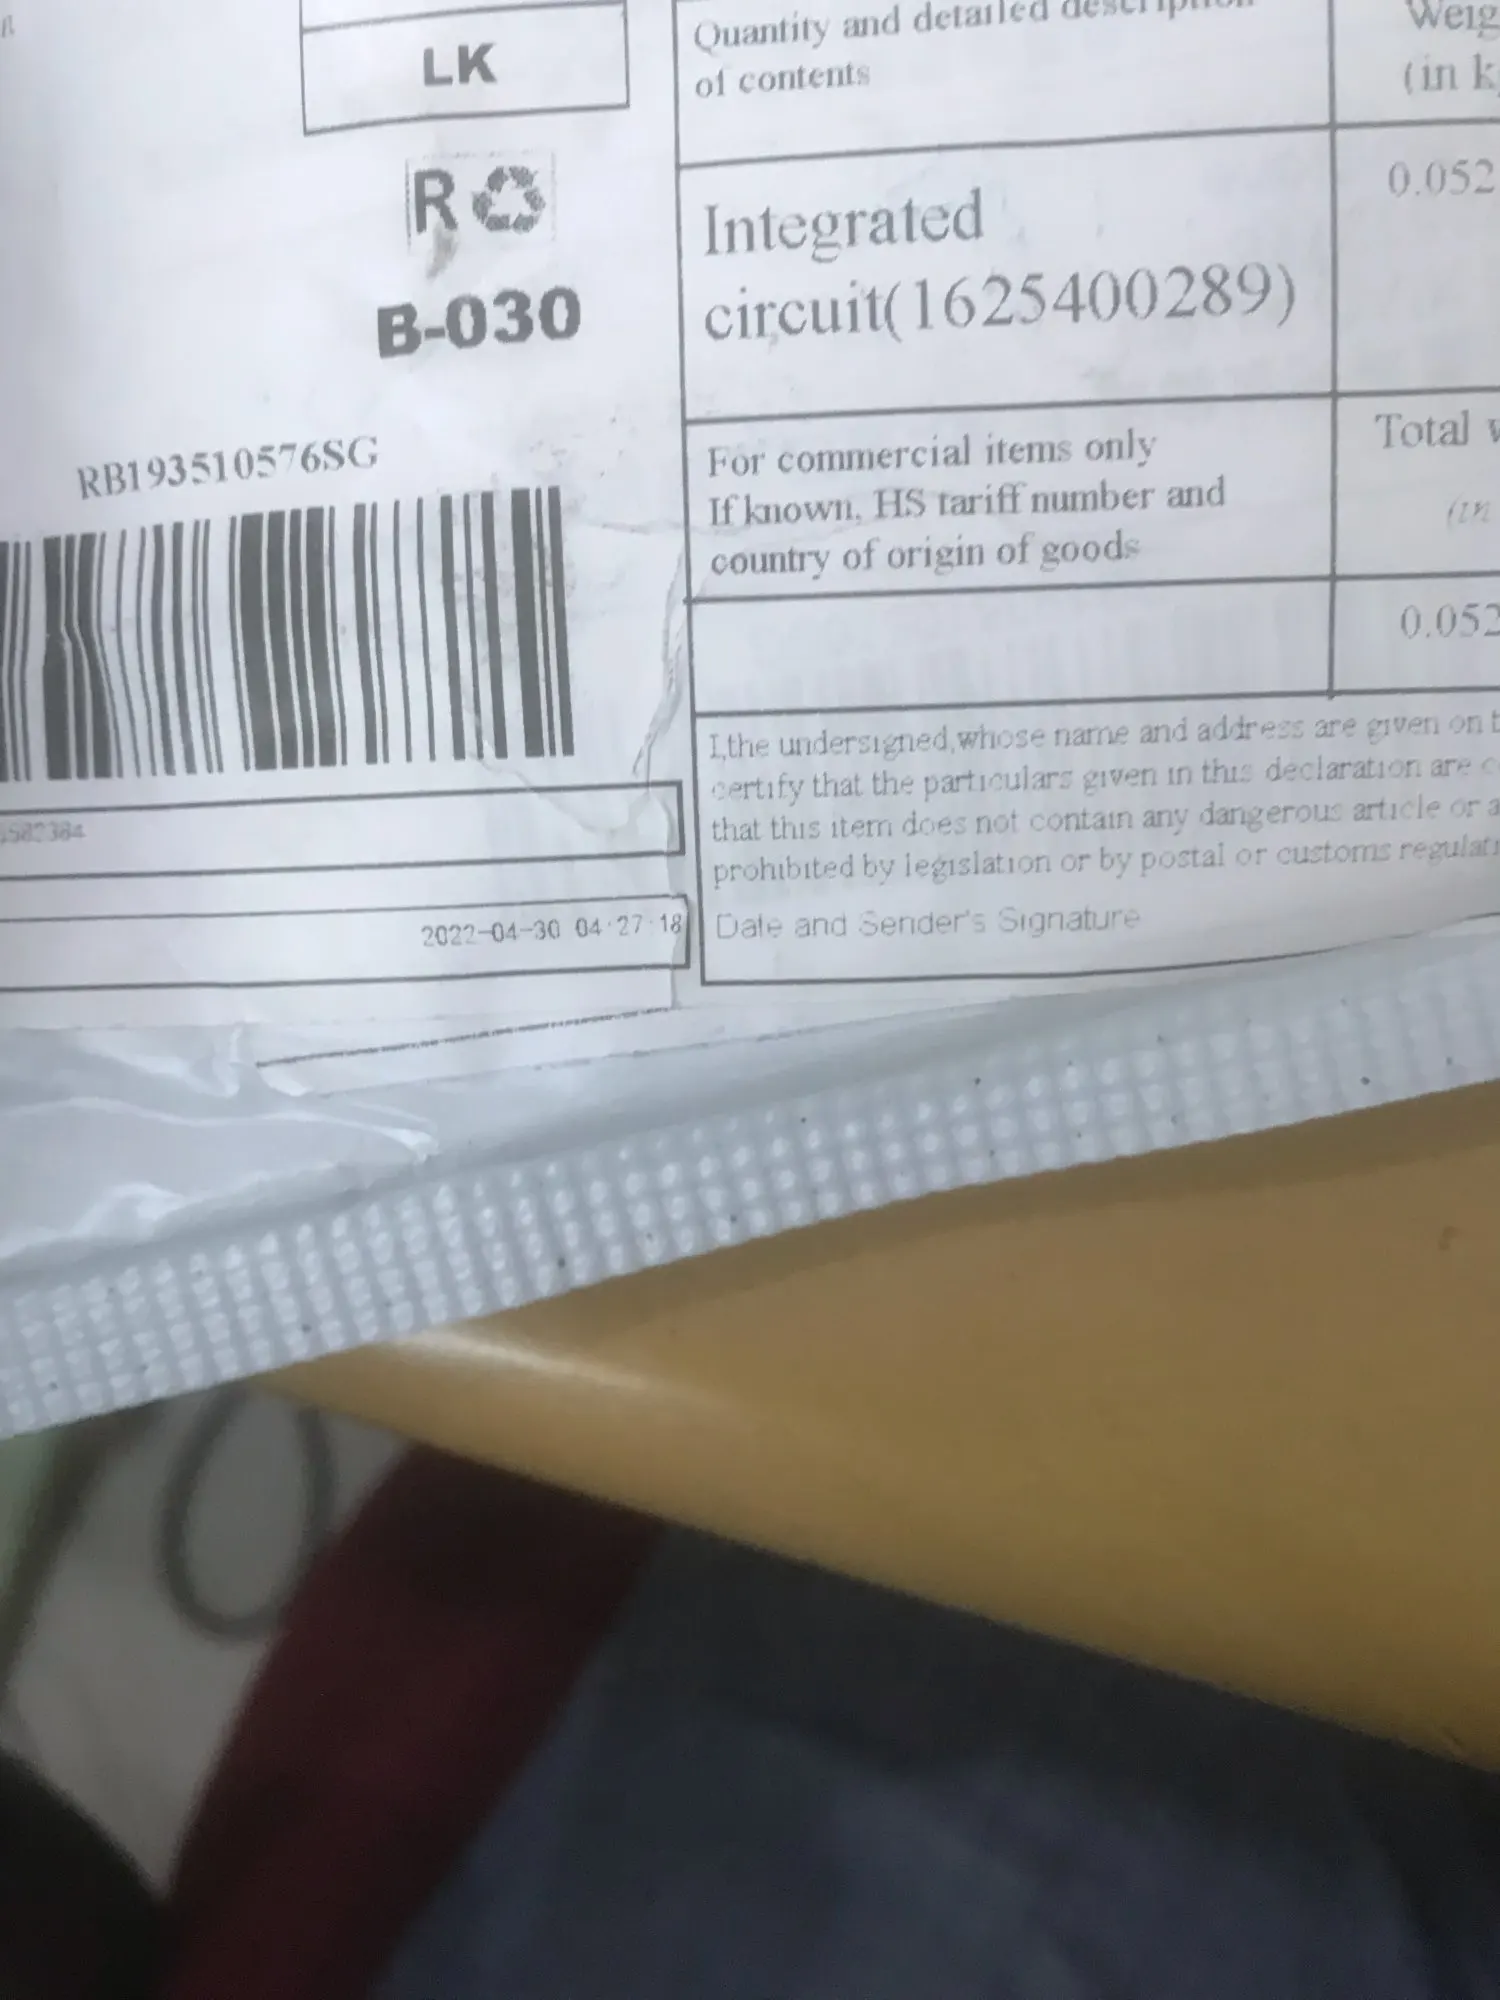 LK
R
B-030
RB193510576SG
2022-04-30 04:27:18
Quantity and detailed description
of contents
Weig
(in k
Integrated
circuit(1625400289)
0.052
For commercial items only
If known, HS tariff number and
country of origin of goods
Total
(in
0.052
I,the undersigned,whose name and address are given on
certify that the particulars given in this declaration are
that this item does not contain any dangerous article or
prohibited by legislation or by postal or customs
Date and Sender's Signature